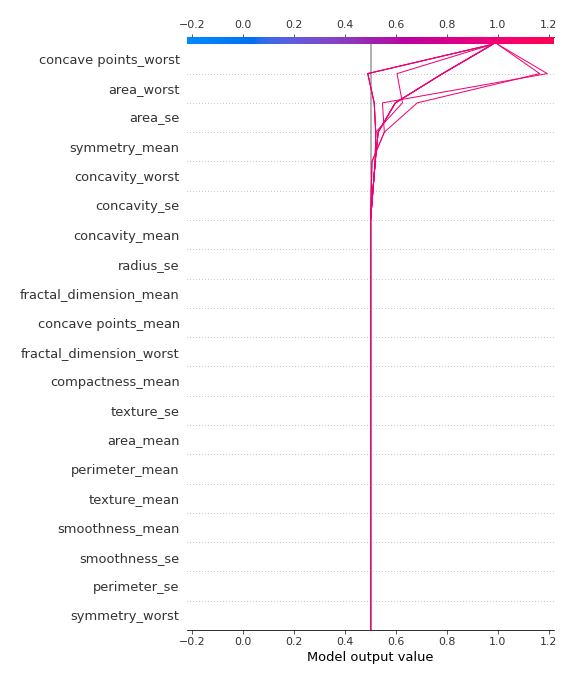 −0.2 0.0 0.2 0.4 0.6 0.8 1.0 1.2
concave points_worst
area_worst
area_se
symmetry_mean
concavity_worst
concavity_se
concavity_mean
radius_se
fractal_dimension_mean
concave points_mean
fractal_dimension_worst
compactness_mean
texture_se
area_mean
perimeter_mean
texture_mean
smoothness_mean
smoothness_se
perimeter_se
symmetry_worst
−0.2 0.0 0.2 0.4 0.6 0.8 1.0 1.2
Model output value